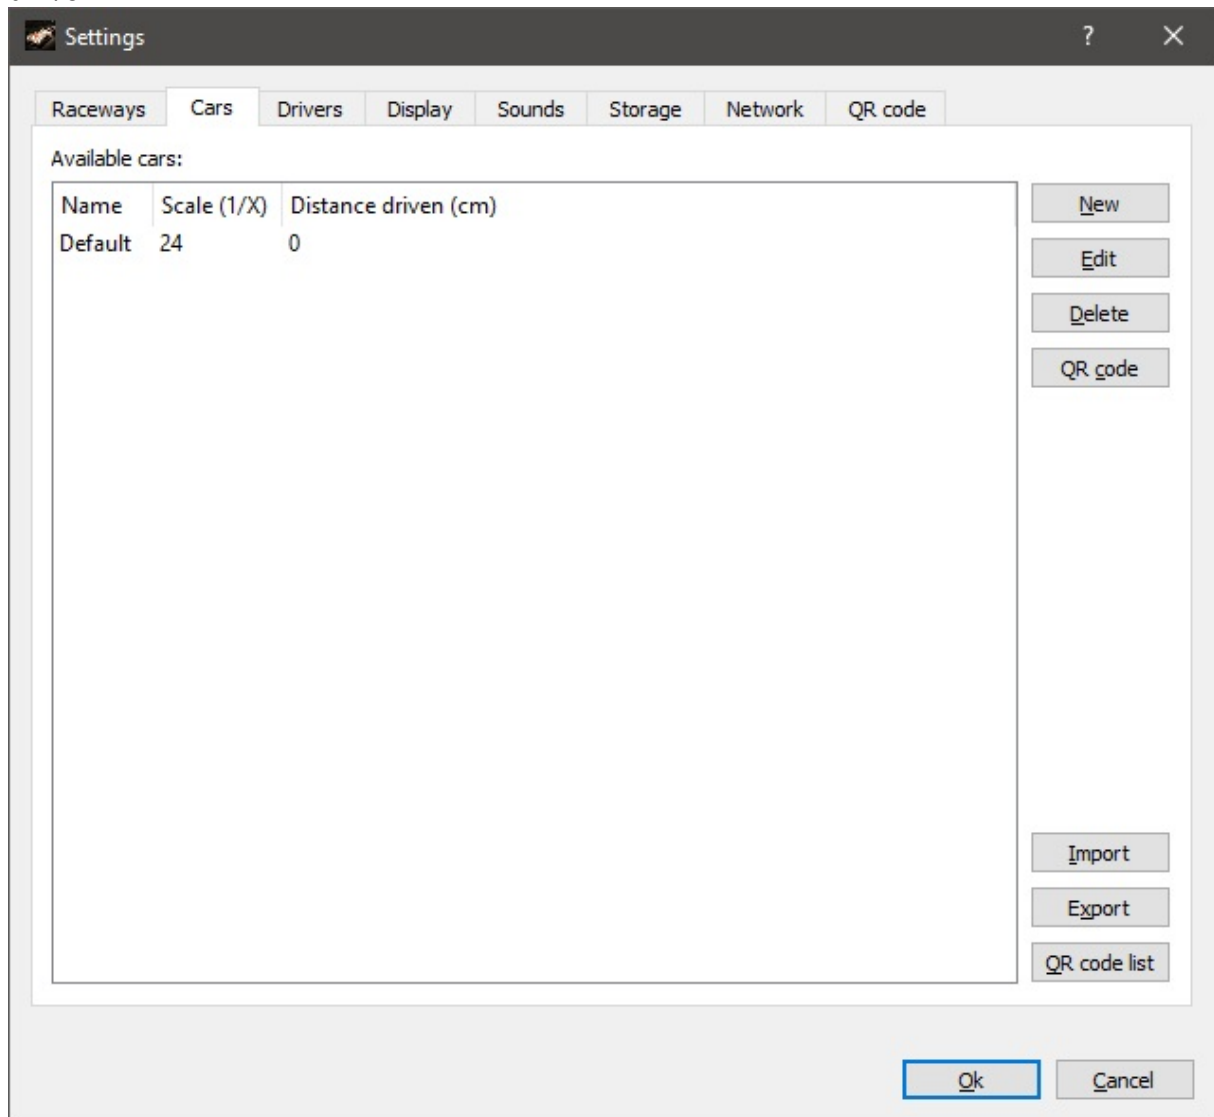 Settings
?
Raceways Cars Drivers Display Sounds Storage Network QR code
Available cars:
Name Scale (1/X) Distance driven (cm)
Default 24 0
New
Edit
Delete
QR code
Import
Export
QR code list
Ok Cancel